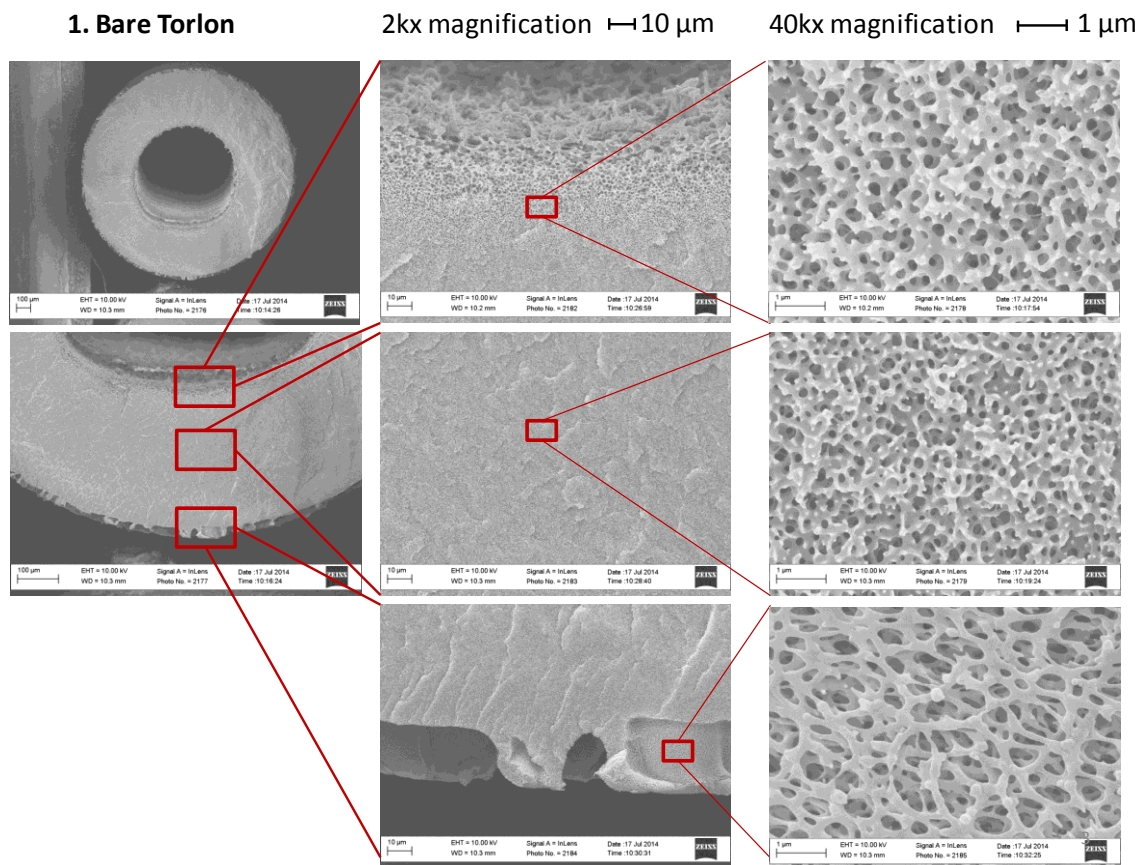 1. Bare Torlon
2kx magnification 10 µm
40kx magnification 1 µm
100 µm
EHT = 10.00 kV Signal A = InLens Date :17 Jul 2014
WD = 10.3 mm Photo No. = 2176 Time :10:14:26
ZEISS
10 µm
EHT = 10.00 kV Signal A = InLens Date :17 Jul 2014
WD = 10.2 mm Photo No. = 2182 Time :10:26:59
ZEISS
1 µm
EHT = 10.00 kV Signal A = InLens Date :17 Jul 2014
WD = 10.2 mm Photo No. = 2178 Time :10:17:54
ZEISS
100 µm
EHT = 10.00 kV Signal A = InLens Date :17 Jul 2014
WD = 10.3 mm Photo No. = 2177 Time :10:16:24
ZEISS
10 µm
EHT = 10.00 kV Signal A = InLens Date :17 Jul 2014
WD = 10.3 mm Photo No. = 2183 Time :10:28:40
ZEISS
1 µm
EHT = 10.00 kV Signal A = InLens Date :17 Jul 2014
WD = 10.3 mm Photo No. = 2179 Time :10:19:24
ZEISS
10 µm
EHT = 10.00 kV Signal A = InLens Date :17 Jul 2014
WD = 10.3 mm Photo No. = 2184 Time :10:30:31
ZEISS
1 µm
EHT = 10.00 kV Signal A = InLens Date :17 Jul 2014
WD = 10.3 mm Photo No. = 2185 Time :10:32:25
ZEISS